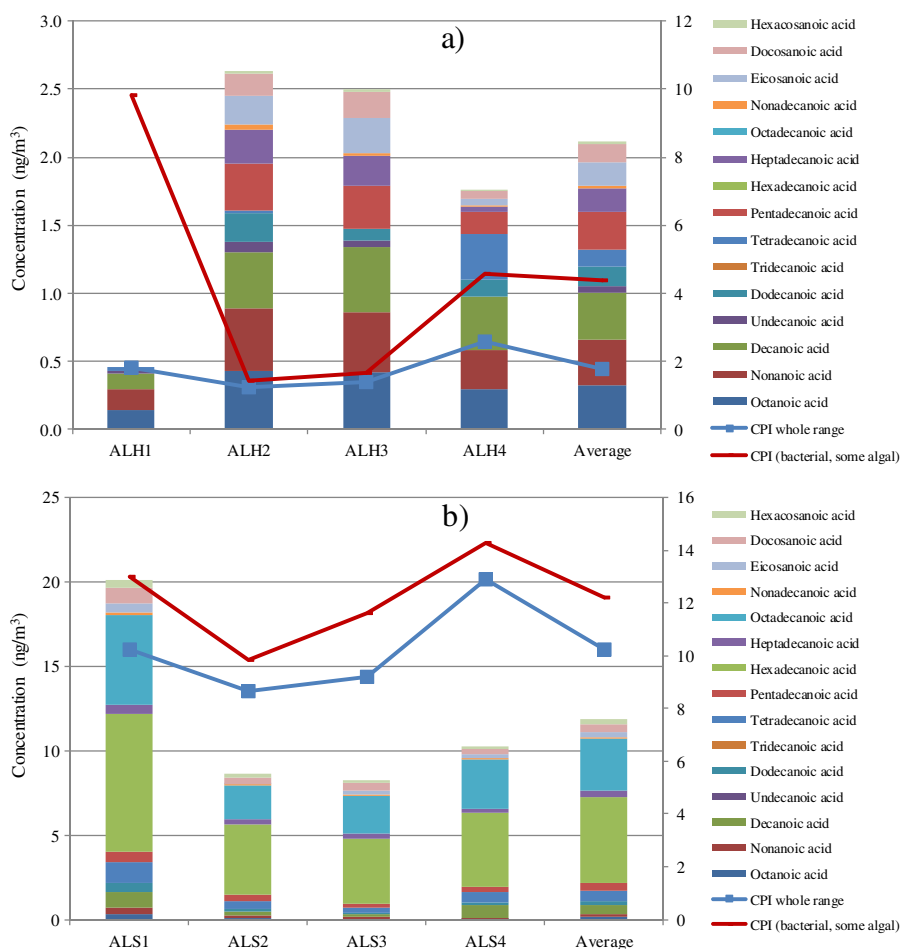 a)
3.0
2.5
2.0
1.5
1.0
0.5
0.0
Concentration (ng/m³)
12
10
8
6
4
2
0
ALH1 ALH2 ALH3 ALH4 Average
Hexacosanoic acid
Docosanoic acid
Eicosanoic acid
Nonadecanoic acid
Octadecanoic acid
Heptadecanoic acid
Hexadecanoic acid
Pentadecanoic acid
Tetradecanoic acid
Tridecanoic acid
Dodecanoic acid
Undecanoic acid
Decanoic acid
Nonanoic acid
Octanoic acid
CPI whole range
CPI (bacterial, some algal)
b)
25
20
15
10
5
0
Concentration (ng/m³)
16
14
12
10
8
6
4
2
0
ALS1 ALS2 ALS3 ALS4 Average
Hexacosanoic acid
Docosanoic acid
Eicosanoic acid
Nonadecanoic acid
Octadecanoic acid
Heptadecanoic acid
Hexadecanoic acid
Pentadecanoic acid
Tetradecanoic acid
Tridecanoic acid
Dodecanoic acid
Undecanoic acid
Decanoic acid
Nonanoic acid
Octanoic acid
CPI whole range
CPI (bacterial, some algal)